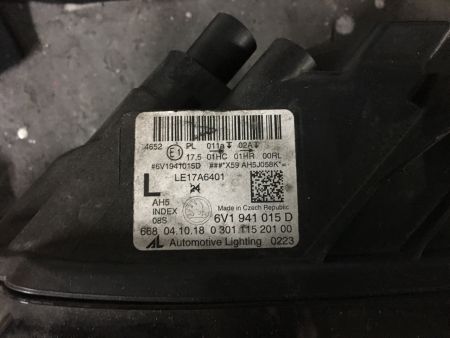 4652 PL 011a 02A
E1 17.5 01HC 01HR 00RL
#6V1941015D ###*X59 AH5J058K*=
LE17A6401
L 24
AH5
INDEX
08S
Made in Czech Republic
6V1 941 015 D
668 04.10.18 0 301 115 201 00
AL Automotive Lighting 0223